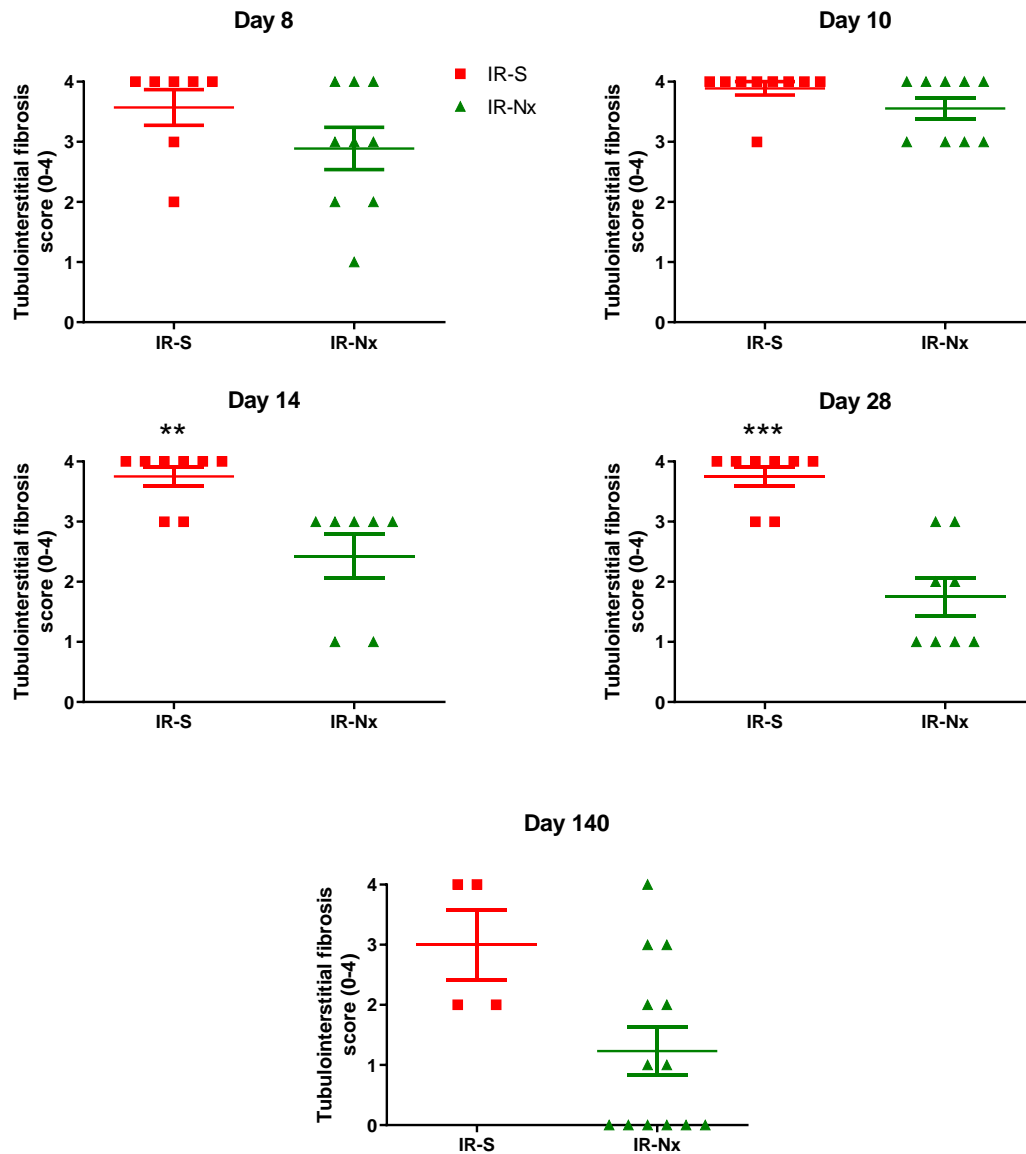 Day 8
IR-S
IR-Nx
Tubulointerstitial fibrosis
score (0-4)
4
3
2
1
0
IR-S
IR-Nx
Day 10
Tubulointerstitial fibrosis
score (0-4)
4
3
2
1
0
IR-S
IR-Nx
Day 14
**
Tubulointerstitial fibrosis
score (0-4)
4
3
2
1
0
IR-S
IR-Nx
Day 28
***
Tubulointerstitial fibrosis
score (0-4)
4
3
2
1
0
IR-S
IR-Nx
Day 140
Tubulointerstitial fibrosis
score (0-4)
4
3
2
1
0
IR-S
IR-Nx